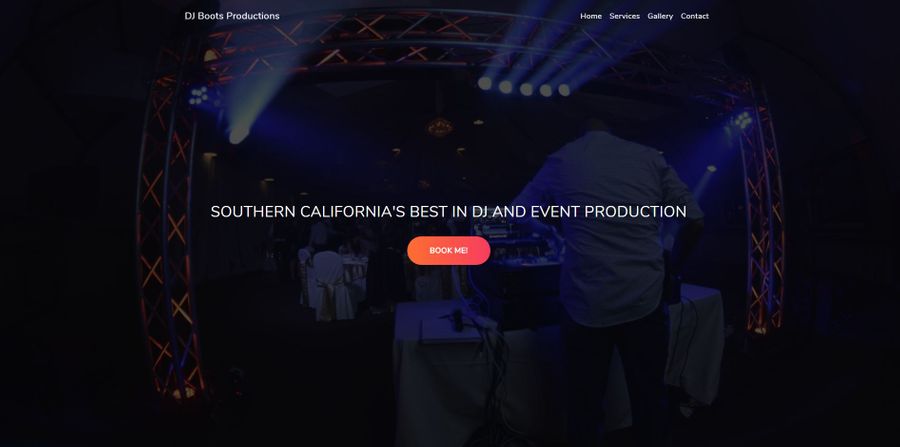 DJ Boots Productions
Home Services Gallery Contact
SOUTHERN CALIFORNIA'S BEST IN DJ AND EVENT PRODUCTION
BOOK ME!